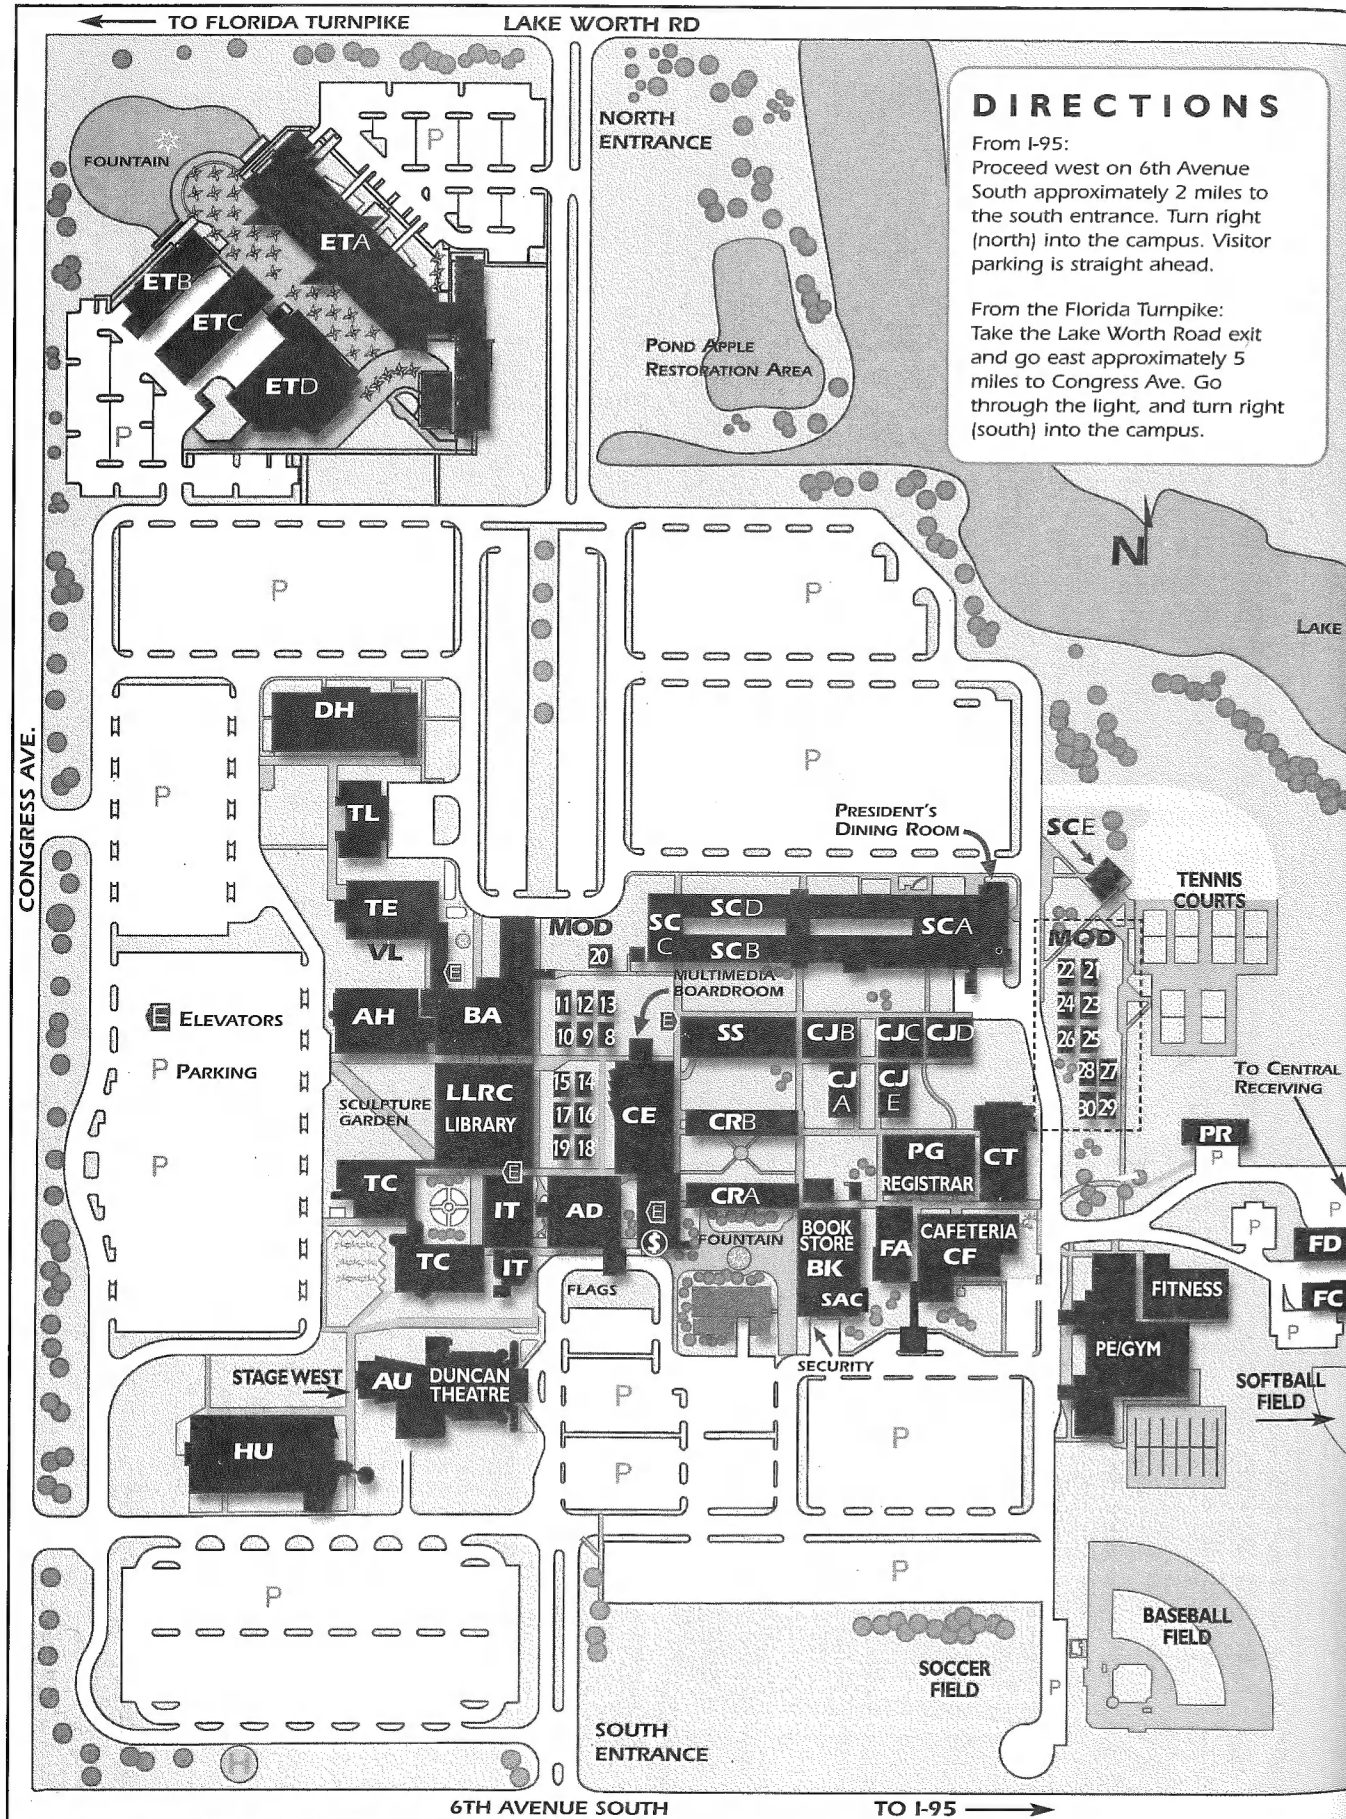 TO FLORIDA TURNPIKE
LAKE WORTH RD
DIRECTIONS
From I-95:
Proceed west on 6th Avenue
South approximately 2 miles to
the south entrance. Turn right
(north) into the campus. Visitor
parking is straight ahead.
From the Florida Turnpike:
Take the Lake Worth Road exit
and go east approximately 5
miles to Congress Ave. Go
through the light, and turn right
(south) into the campus.
NORTH
ENTRANCE
P
FOUNTAIN
ETA
ETB
ETC
ETD
P
POND APPLE
RESTORATION AREA
N
LAKE
P
P
CONGRESS AVE.
DH
P
P
TL
PRESIDENT'S
DINING ROOM
SCE
TENNIS
COURTS
TE
VL
MOD
20
SC
C
SCD
SCB
SCA
MOD
22 21
24 23
26 25
28 27
30 29
E
MULTIMEDIA
BOARDROOM
E ELEVATORS
P PARKING
AH
BA
11 12 13
10 9 8
E
SS
CJB
CJC
CJD
CJ
A
CJ
E
TO CENTRAL
RECEIVING
SCULPTURE
GARDEN
LLRC
LIBRARY
15 14
17 16
19 18
CE
CRB
PG
REGISTRAR
CT
PR
P
P
E
TC
IT
AD
E
$
CRA
FOUNTAIN
BOOK
STORE
BK
SAC
FA
CAFETERIA
CF
P
P
FD
TC
IT
FLAGS
FITNESS
FC
P
PE/GYM
SECURITY
STAGE WEST
AU
DUNCAN
THEATRE
P
SOFTBALL
FIELD
HU
P
P
P
P
BASEBALL
FIELD
SOCCER
FIELD
P
SOUTH
ENTRANCE
H
6TH AVENUE SOUTH
TO I-95